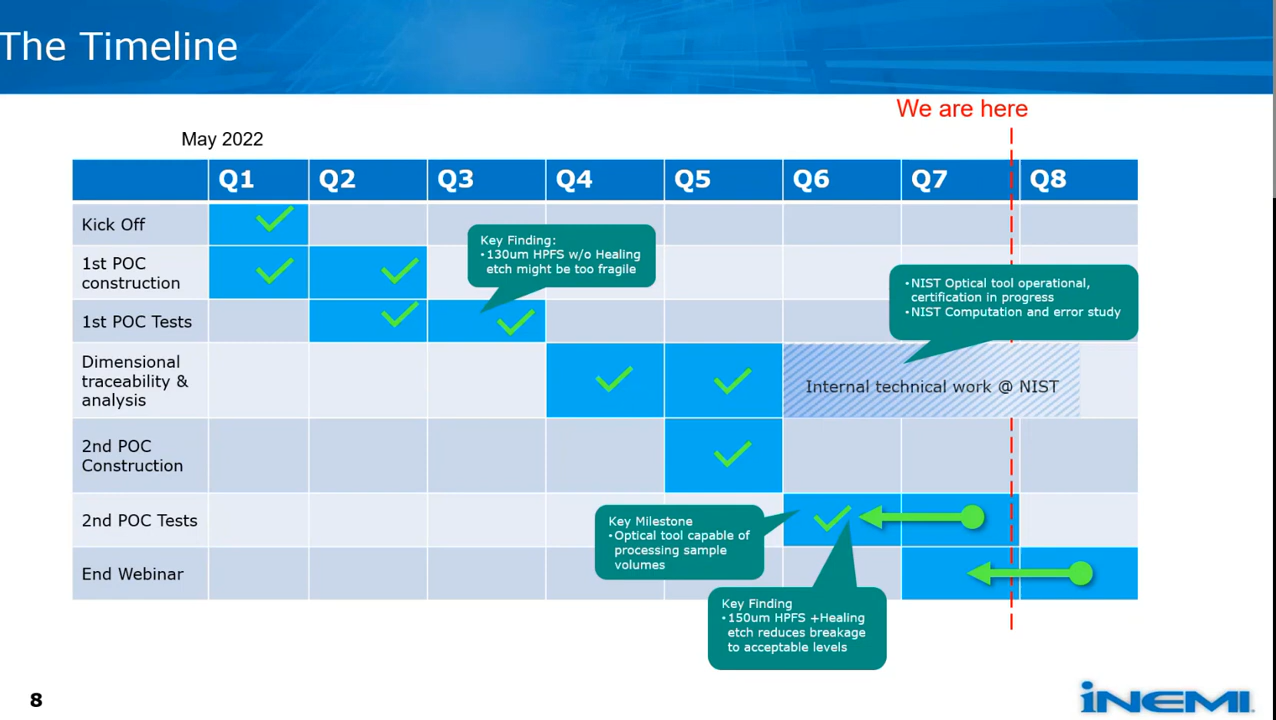 The Timeline
We are here
May 2022
Q1
Q2
Q3
Q4
Q5
Q6
Q7
Q8
Kick Off
Key Finding:
•130um HPFS w/o Healing
etch might be too fragile
1st POC
construction
•NIST Optical tool operational,
certification in progress
•NIST Computation and error study
1st POC Tests
Dimensional
traceability &
analysis
Internal technical work @ NIST
2nd POC
Construction
2nd POC Tests
Key Milestone
•Optical tool capable of
processing sample
volumes
End Webinar
Key Finding
•150um HPFS +Healing
etch reduces breakage
to acceptable levels
8
iNEMI